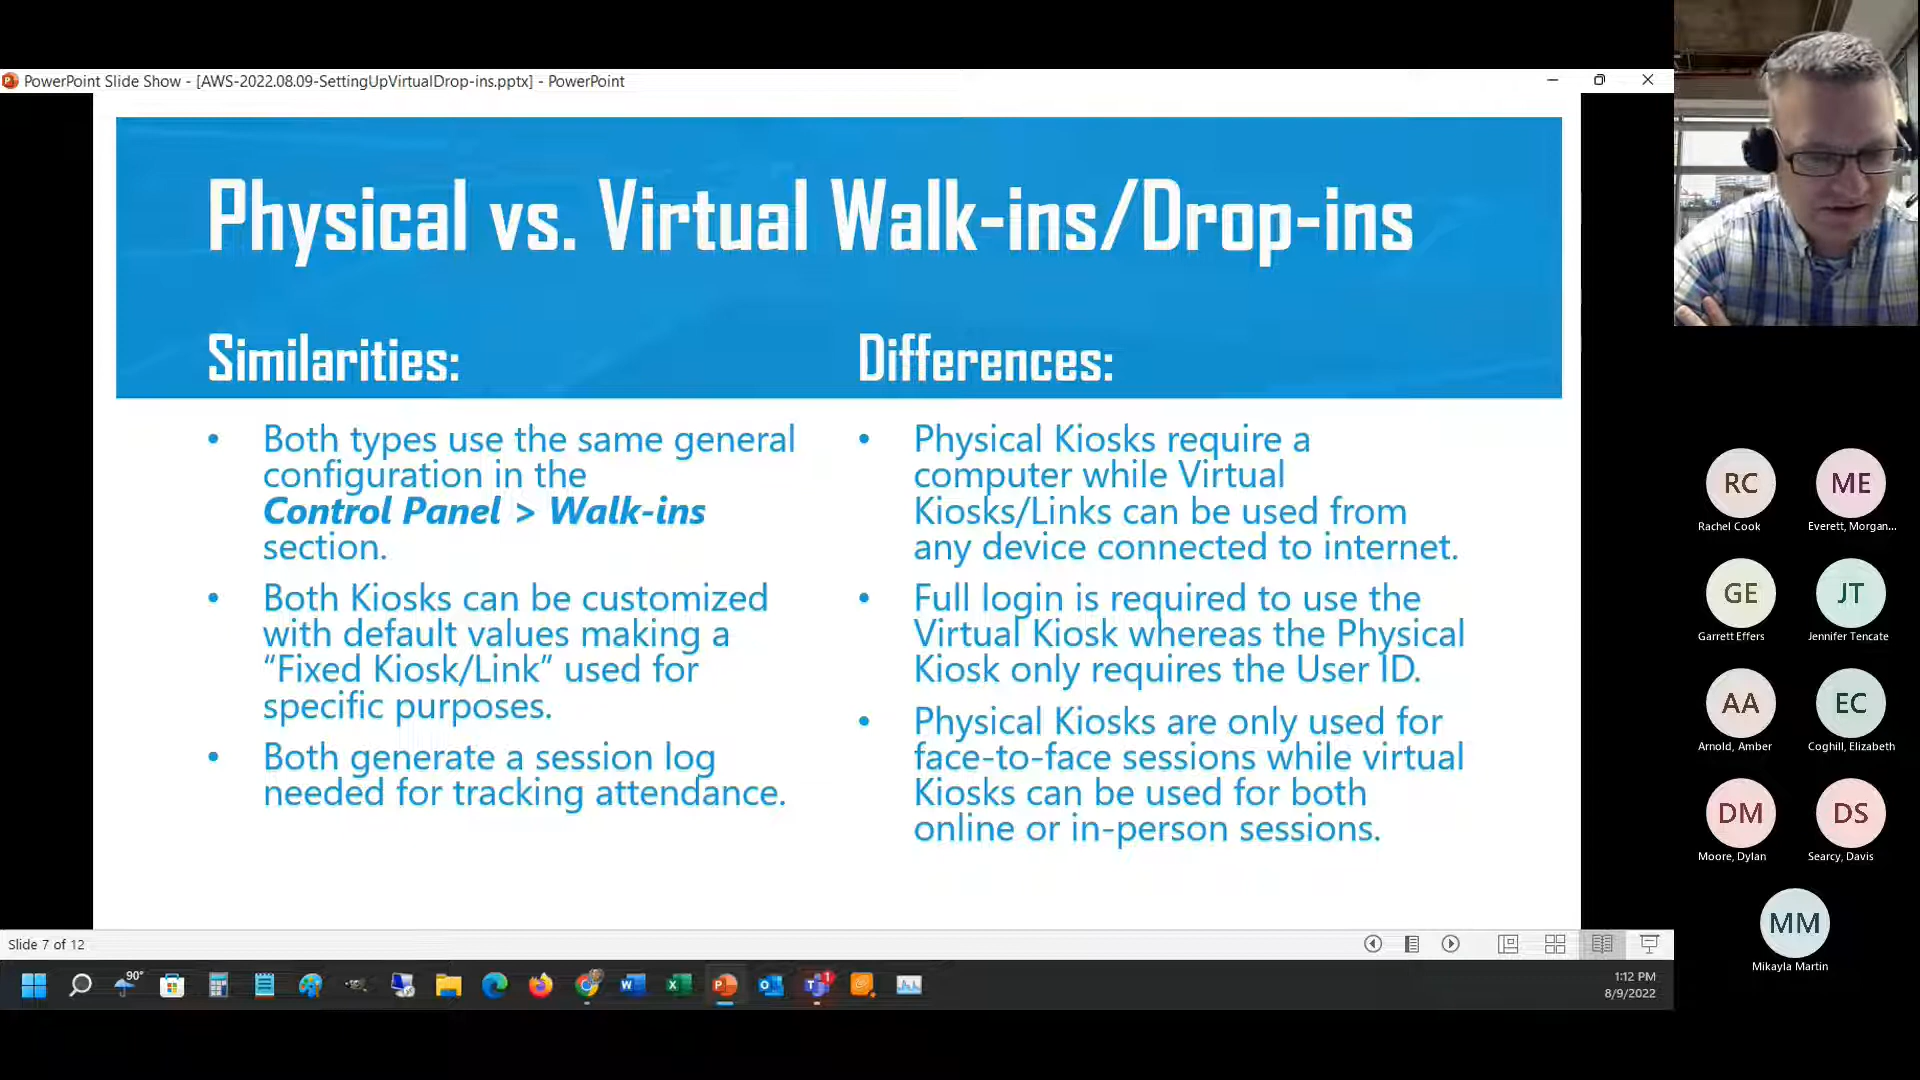 PowerPoint Slide Show - [AWS-2022.08.09-SettingUpVirtualDrop-ins.pptx] - PowerPoint
Physical vs. Virtual Walk-ins/Drop-ins
Similarities:
• Both types use the same general
configuration in the
Control Panel > Walk-ins
section.
• Both Kiosks can be customized
with default values making a
“Fixed Kiosk/Link” used for
specific purposes.
• Both generate a session log
needed for tracking attendance.
Differences:
• Physical Kiosks require a
computer while Virtual
Kiosks/Links can be used from
any device connected to internet.
• Full login is required to use the
Virtual Kiosk whereas the Physical
Kiosk only requires the User ID.
• Physical Kiosks are only used for
face-to-face sessions while virtual
Kiosks can be used for both
online or in-person sessions.
Slide 7 of 12
90°
1:12 PM
8/9/2022
RC
Rachel Cook
ME
Everett, Morgan...
GE
Garrett Effers
JT
Jennifer Tencate
AA
Arnold, Amber
EC
Coghill, Elizabeth
DM
Moore, Dylan
DS
Searcy, Davis
MM
Mikayla Martin